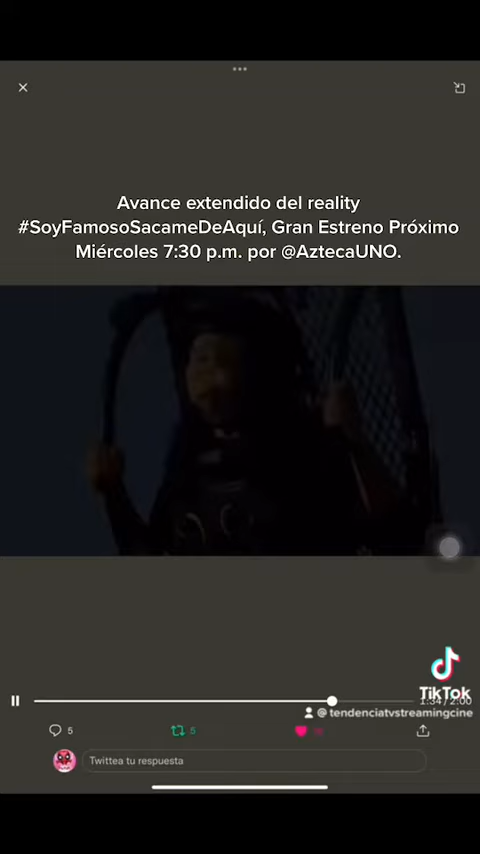 Avance extendido del reality
#SoyFamosoSacameDeAquí, Gran Estreno Próximo
Miércoles 7:30 p.m. por @AztecaUNO.
TikTok
1:34 / 2:00
@tendenciatvstreamingcine
5
5
Twittea tu respuesta